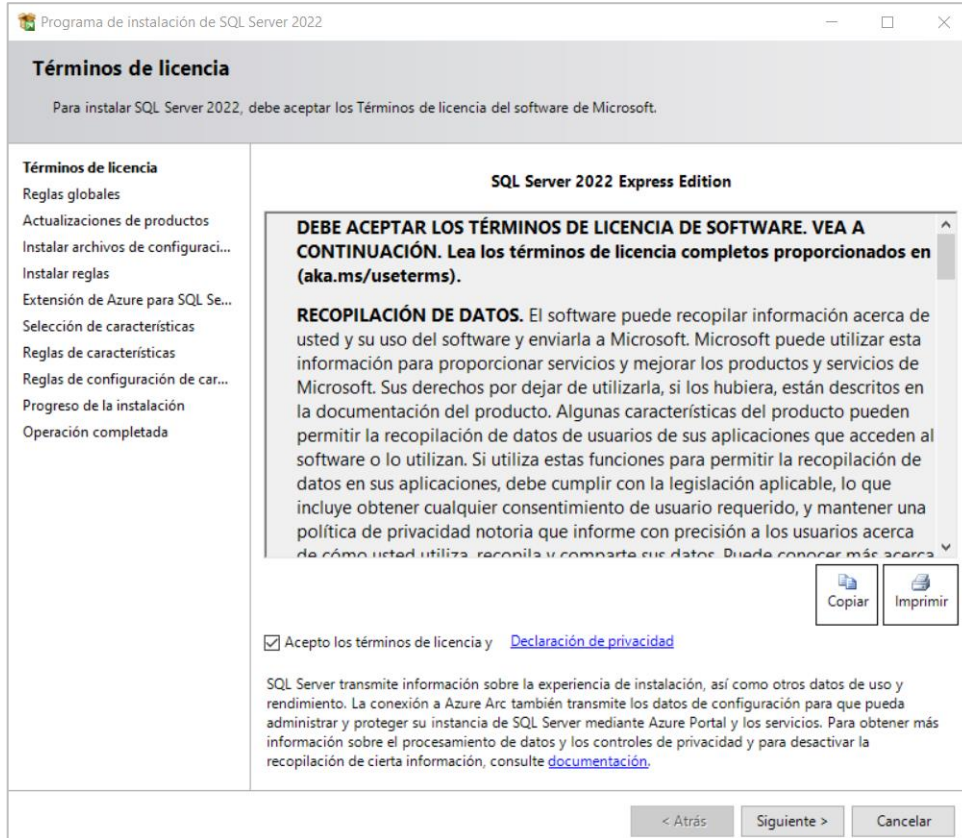 Programa de instalación de SQL Server 2022
Términos de licencia
Para instalar SQL Server 2022, debe aceptar los Términos de licencia del software de Microsoft.
Términos de licencia
Reglas globales
Actualizaciones de productos
Instalar archivos de configuraci...
Instalar reglas
Extensión de Azure para SQL Se...
Selección de características
Reglas de características
Reglas de configuración de car...
Progreso de la instalación
Operación completada
SQL Server 2022 Express Edition
DEBE ACEPTAR LOS TÉRMINOS DE LICENCIA DE SOFTWARE. VEA A
CONTINUACIÓN. Lea los términos de licencia completos proporcionados en
(aka.ms/useterms).
RECOPILACIÓN DE DATOS. El software puede recopilar información acerca de
usted y su uso del software y enviarla a Microsoft. Microsoft puede utilizar esta
información para proporcionar servicios y mejorar los productos y servicios de
Microsoft. Sus derechos por dejar de utilizarla, si los hubiera, están descritos en
la documentación del producto. Algunas características del producto pueden
permitir la recopilación de datos de usuarios de sus aplicaciones que acceden al
software o lo utilizan. Si utiliza estas funciones para permitir la recopilación de
datos en sus aplicaciones, debe cumplir con la legislación aplicable, lo que
incluye obtener cualquier consentimiento de usuario requerido, y mantener una
política de privacidad notoria que informe con precisión a los usuarios acerca
de cómo usted utiliza, recopila y comparte sus datos. Puede conocer más acerca
Copiar
Imprimir
Acepto los términos de licencia y Declaración de privacidad
SQL Server transmite información sobre la experiencia de instalación, así como otros datos de uso y
rendimiento. La conexión a Azure Arc también transmite los datos de configuración para que pueda
administrar y proteger su instancia de SQL Server mediante Azure Portal y los servicios. Para obtener más
información sobre el procesamiento de datos y los controles de privacidad y para desactivar la
recopilación de cierta información, consulte documentación.
< Atrás
Siguiente >
Cancelar